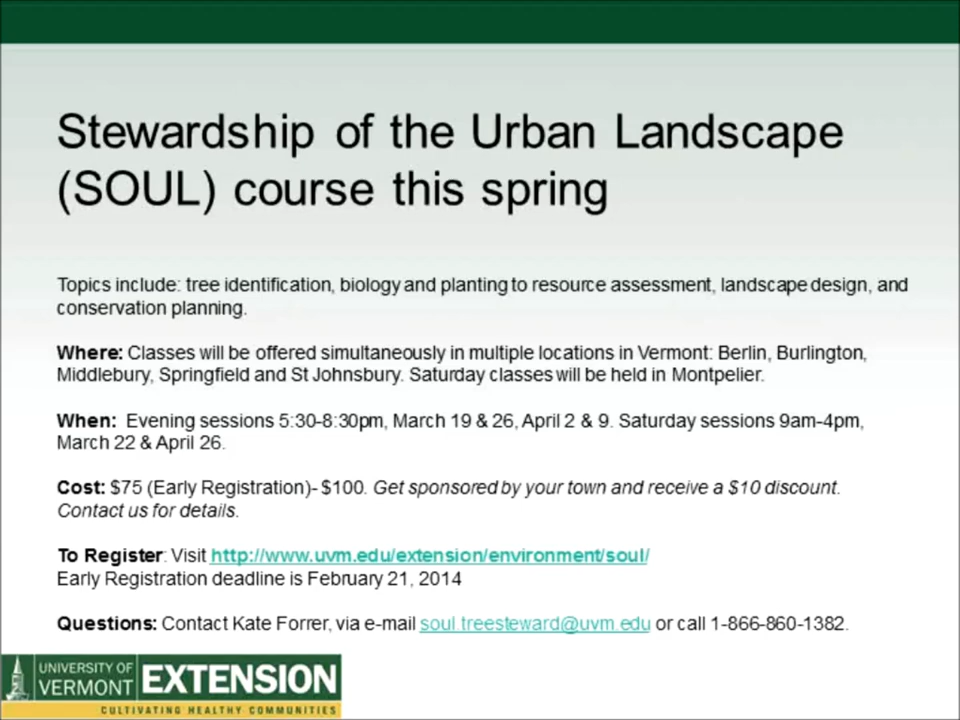 Stewardship of the Urban Landscape
(SOUL) course this spring
Topics include: tree identification, biology and planting to resource assessment, landscape design, and
conservation planning.
Where: Classes will be offered simultaneously in multiple locations in Vermont: Berlin, Burlington,
Middlebury, Springfield and St Johnsbury. Saturday classes will be held in Montpelier.
When: Evening sessions 5:30-8:30pm, March 19 & 26, April 2 & 9. Saturday sessions 9am-4pm,
March 22 & April 26.
Cost: $75 (Early Registration)- $100. Get sponsored by your town and receive a $10 discount.
Contact us for details.
To Register: Visit http://www.uvm.edu/extension/environment/soul/
Early Registration deadline is February 21, 2014
Questions: Contact Kate Forrer, via e-mail soul.treesteward@uvm.edu or call 1-866-860-1382.
UNIVERSITY OF
VERMONT
EXTENSION
CULTIVATING HEALTHY COMMUNITIES